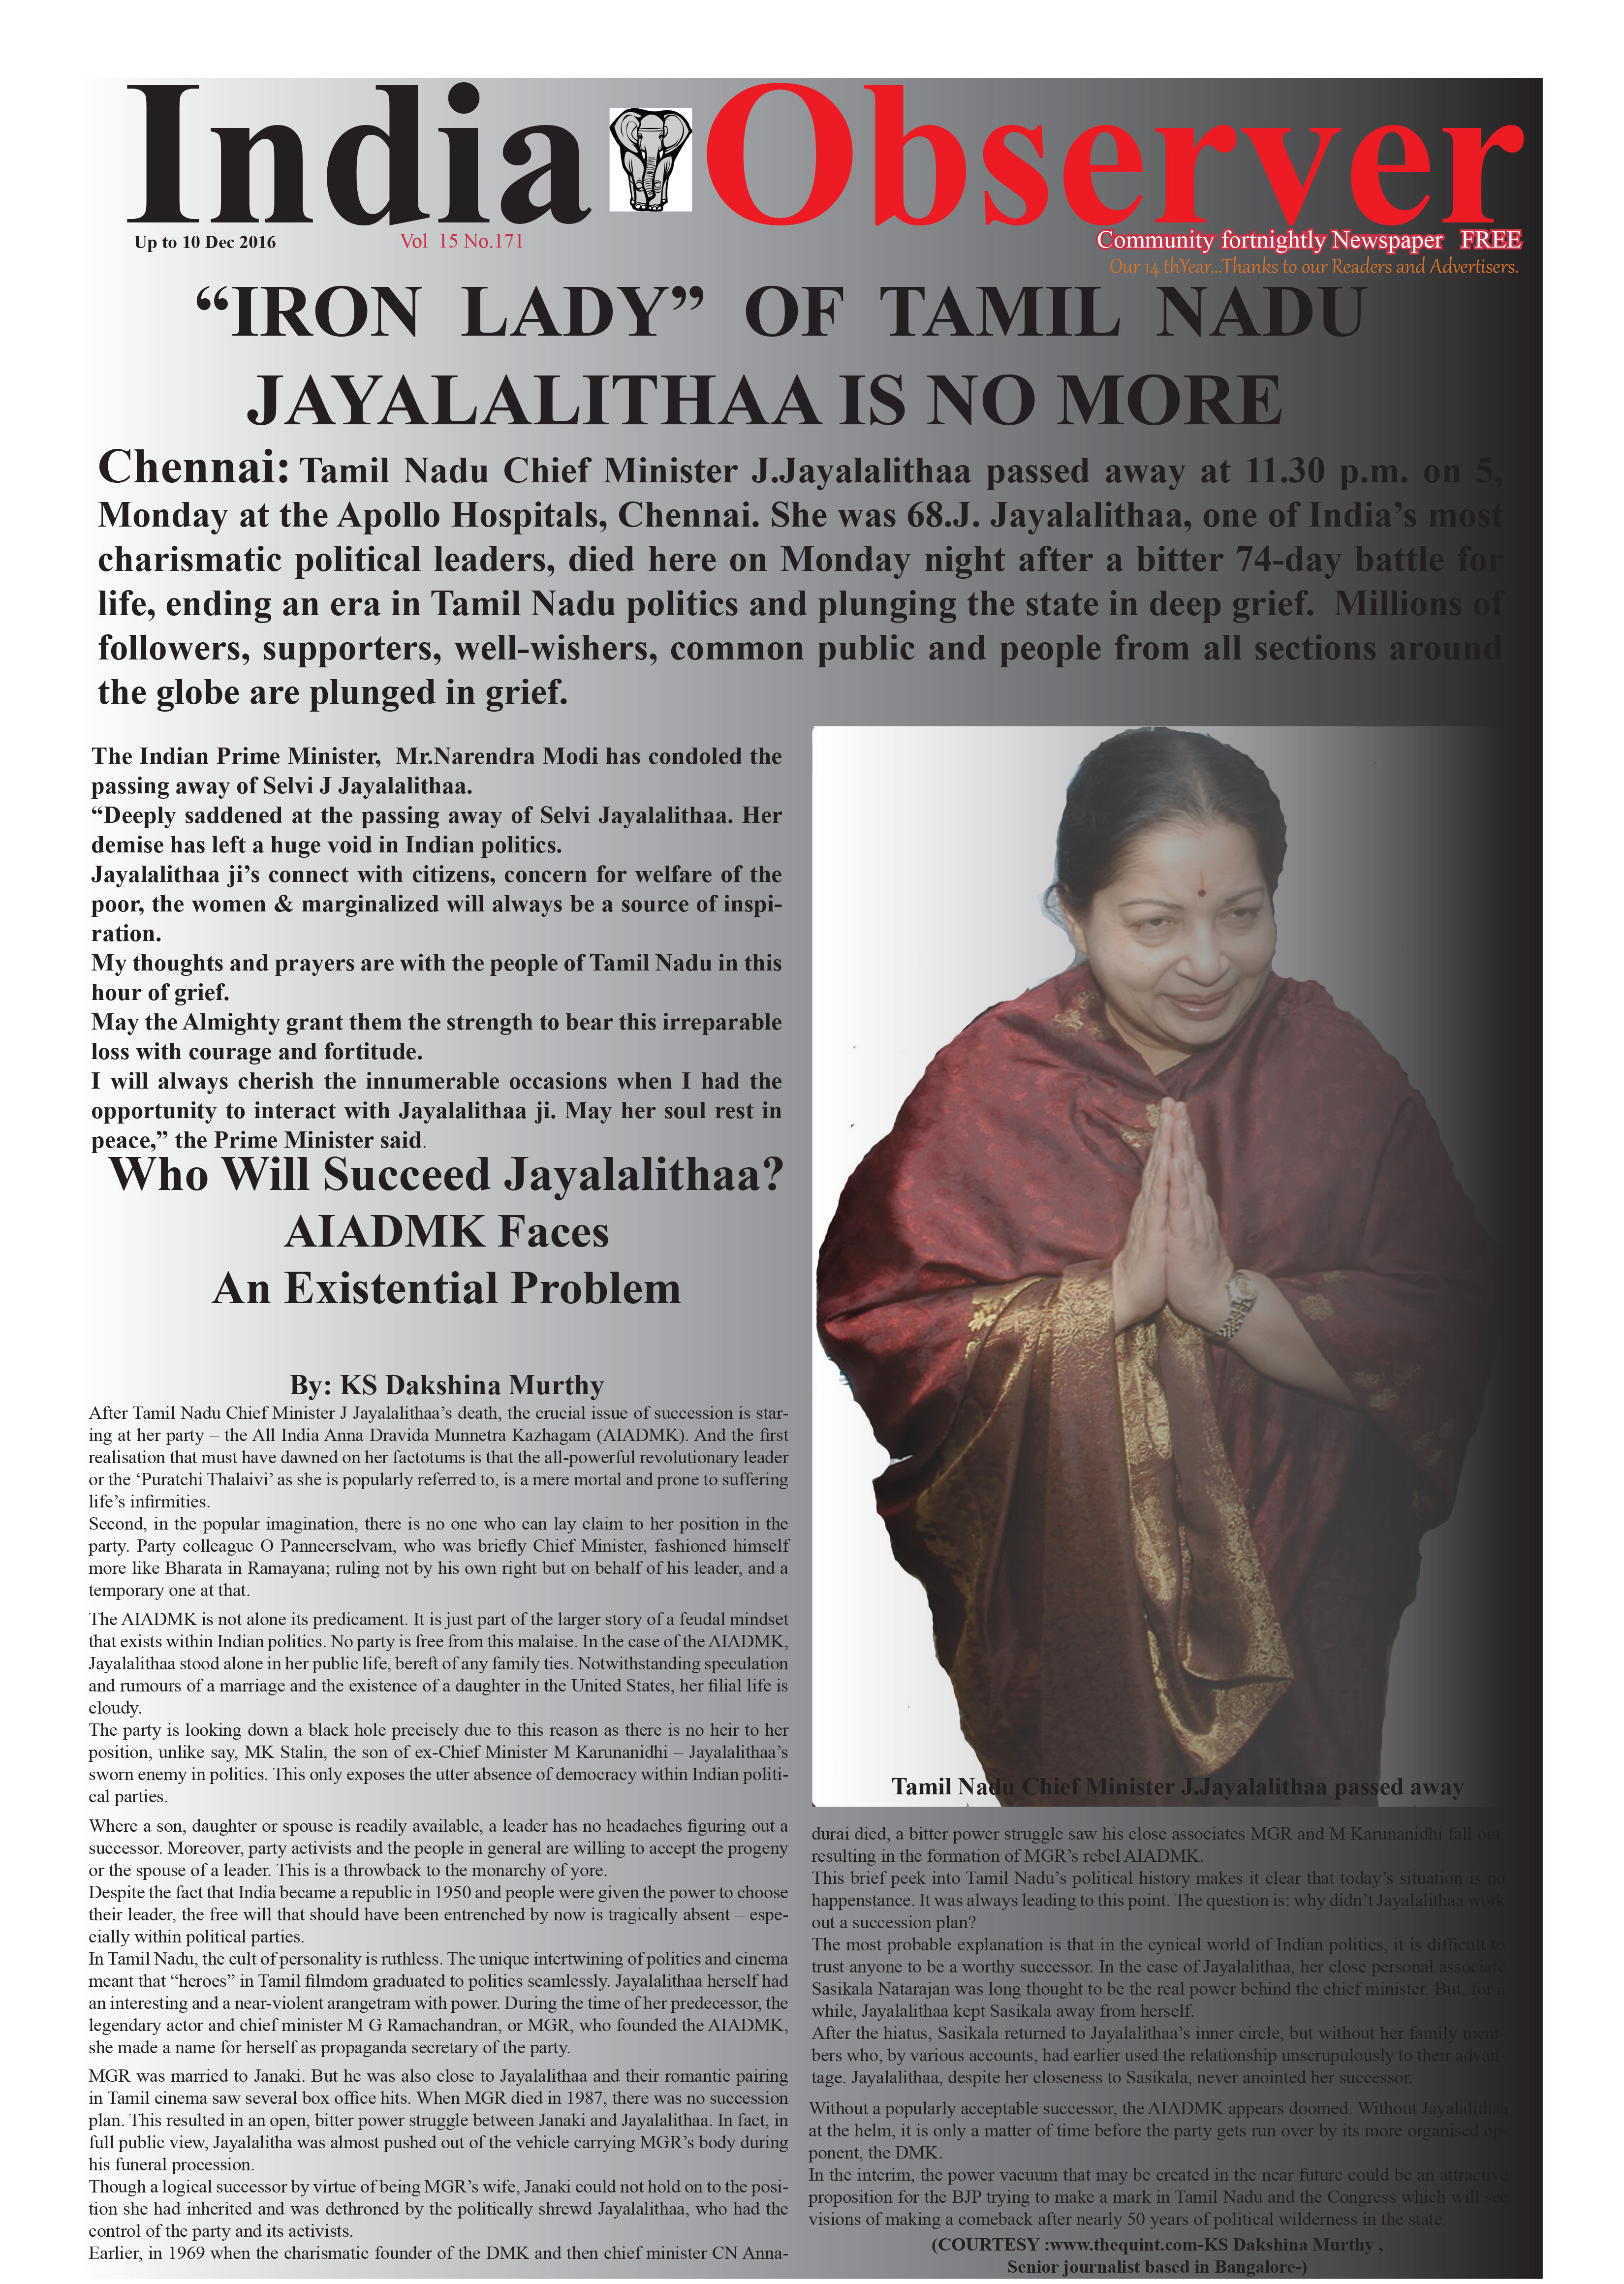 India Observer
Up to 10 Dec 2016
Vol 15 No.171
Community fortnightly Newspaper FREE
Our 14 thYear...Thanks to our Readers and Advertisers.
“IRON LADY” OF TAMIL NADU
JAYALALITHAA IS NO MORE
Chennai: Tamil Nadu Chief Minister J.Jayalalithaa passed away at 11.30 p.m. on 5,
Monday at the Apollo Hospitals, Chennai. She was 68.J. Jayalalithaa, one of India’s most
charismatic political leaders, died here on Monday night after a bitter 74-day battle for
life, ending an era in Tamil Nadu politics and plunging the state in deep grief. Millions of
followers, supporters, well-wishers, common public and people from all sections around
the globe are plunged in grief.
The Indian Prime Minister, Mr.Narendra Modi has condoled the
passing away of Selvi J Jayalalithaa.
“Deeply saddened at the passing away of Selvi Jayalalithaa. Her
demise has left a huge void in Indian politics.
Jayalalithaa ji’s connect with citizens, concern for welfare of the
poor, the women & marginalized will always be a source of inspi-
ration.
My thoughts and prayers are with the people of Tamil Nadu in this
hour of grief.
May the Almighty grant them the strength to bear this irreparable
loss with courage and fortitude.
I will always cherish the innumerable occasions when I had the
opportunity to interact with Jayalalithaa ji. May her soul rest in
peace,” the Prime Minister said.
Who Will Succeed Jayalalithaa?
AIADMK Faces
An Existential Problem
By: KS Dakshina Murthy
After Tamil Nadu Chief Minister J Jayalalithaa’s death, the crucial issue of succession is star-
ing at her party – the All India Anna Dravida Munnetra Kazhagam (AIADMK). And the first
realisation that must have dawned on her factotums is that the all-powerful revolutionary leader
or the ‘Puratchi Thalaivi’ as she is popularly referred to, is a mere mortal and prone to suffering
life’s infirmities.
Second, in the popular imagination, there is no one who can lay claim to her position in the
party. Party colleague O Panneerselvam, who was briefly Chief Minister, fashioned himself
more like Bharata in Ramayana; ruling not by his own right but on behalf of his leader, and a
temporary one at that.
The AIADMK is not alone its predicament. It is just part of the larger story of a feudal mindset
that exists within Indian politics. No party is free from this malaise. In the case of the AIADMK,
Jayalalithaa stood alone in her public life, bereft of any family ties. Notwithstanding speculation
and rumours of a marriage and the existence of a daughter in the United States, her filial life is
cloudy.
The party is looking down a black hole precisely due to this reason as there is no heir to her
position, unlike say, MK Stalin, the son of ex-Chief Minister M Karunanidhi – Jayalalithaa’s
sworn enemy in politics. This only exposes the utter absence of democracy within Indian politi-
cal parties.
Where a son, daughter or spouse is readily available, a leader has no headaches figuring out a
successor. Moreover, party activists and the people in general are willing to accept the progeny
or the spouse of a leader. This is a throwback to the monarchy of yore.
Despite the fact that India became a republic in 1950 and people were given the power to choose
their leader, the free will that should have been entrenched by now is tragically absent – espe-
cially within political parties.
In Tamil Nadu, the cult of personality is ruthless. The unique intertwining of politics and cinema
meant that “heroes” in Tamil filmdom graduated to politics seamlessly. Jayalalithaa herself had
an interesting and a near-violent arangetram with power. During the time of her predecessor, the
legendary actor and chief minister M G Ramachandran, or MGR, who founded the AIADMK,
she made a name for herself as propaganda secretary of the party.
MGR was married to Janaki. But he was also close to Jayalalithaa and their romantic pairing
in Tamil cinema saw several box office hits. When MGR died in 1987, there was no succession
plan. This resulted in an open, bitter power struggle between Janaki and Jayalalithaa. In fact, in
full public view, Jayalalitha was almost pushed out of the vehicle carrying MGR’s body during
his funeral procession.
Though a logical successor by virtue of being MGR’s wife, Janaki could not hold on to the posi-
tion she had inherited and was dethroned by the politically shrewd Jayalalithaa, who had the
control of the party and its activists.
Earlier, in 1969 when the charismatic founder of the DMK and then chief minister CN Anna-
Tamil Nadu Chief Minister J.Jayalalithaa passed away
durai died, a bitter power struggle saw his close associates MGR and M Karunanidhi fall out,
resulting in the formation of MGR’s rebel AIADMK.
This brief peek into Tamil Nadu’s political history makes it clear that today’s situation is no
happenstance. It was always leading to this point. The question is: why didn’t Jayalalithaa work
out a succession plan?
The most probable explanation is that in the cynical world of Indian politics, it is difficult to
trust anyone to be a worthy successor. In the case of Jayalalithaa, her close personal associate
Sasikala Natarajan was long thought to be the real power behind the chief minister. But, for a
while, Jayalalithaa kept Sasikala away from herself.
After the hiatus, Sasikala returned to Jayalalithaa’s inner circle, but without her family mem-
bers who, by various accounts, had earlier used the relationship unscrupulously to their advan-
tage. Jayalalithaa, despite her closeness to Sasikala, never anointed her successor.
Without a popularly acceptable successor, the AIADMK appears doomed. Without Jayalalithaa
at the helm, it is only a matter of time before the party gets run over by its more organised op-
ponent, the DMK.
In the interim, the power vacuum that may be created in the near future could be an attractive
proposition for the BJP trying to make a mark in Tamil Nadu and the Congress which will see
visions of making a comeback after nearly 50 years of political wilderness in the state.
(COURTESY :www.thequint.com-KS Dakshina Murthy ,
Senior journalist based in Bangalore-)